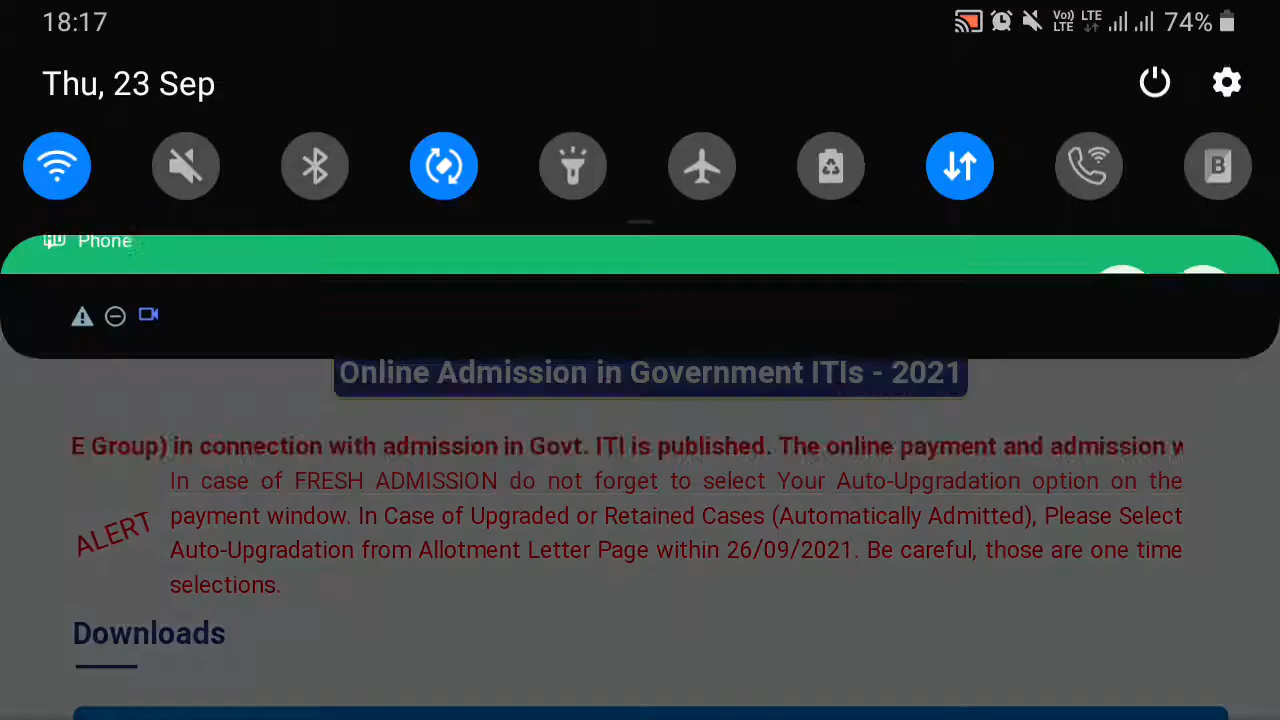 18:17
Vo)) LTE LTE 74%
Thu, 23 Sep
B
Phone
Online Admission in Government ITIs - 2021
E Group) in connection with admission in Govt. ITI is published. The online payment and admission w
In case of FRESH ADMISSION do not forget to select Your Auto-Upgradation option on the
ALERT
payment window. In Case of Upgraded or Retained Cases (Automatically Admitted), Please Select
Auto-Upgradation from Allotment Letter Page within 26/09/2021. Be careful, those are one time
selections.
Downloads